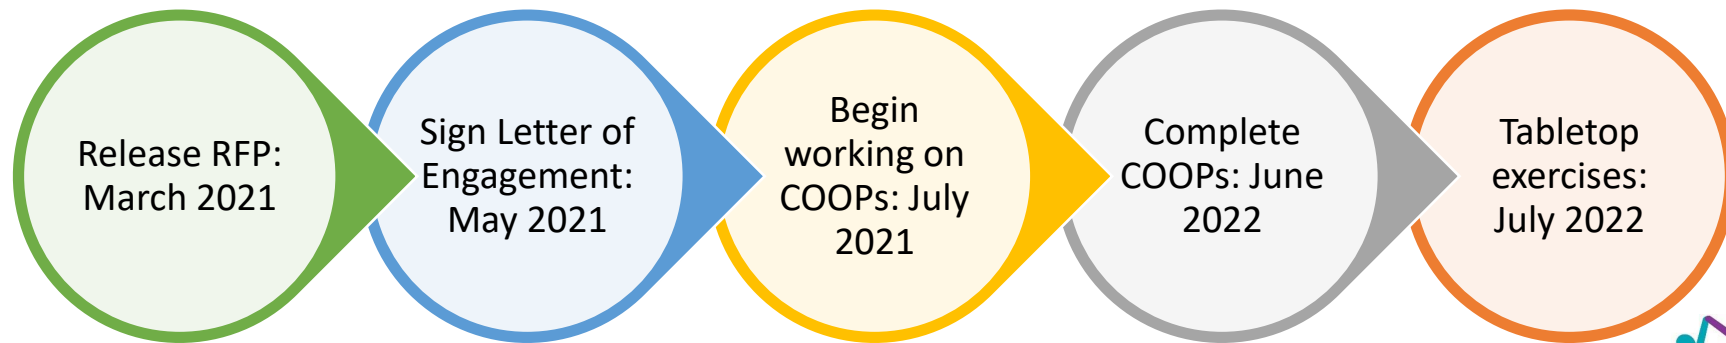 Release RFP:
March 2021
Sign Letter of
Engagement:
May 2021
Begin
working on
COOPs: July
2021
Complete
COOPs: June
2022
Tabletop
exercises:
July 2022